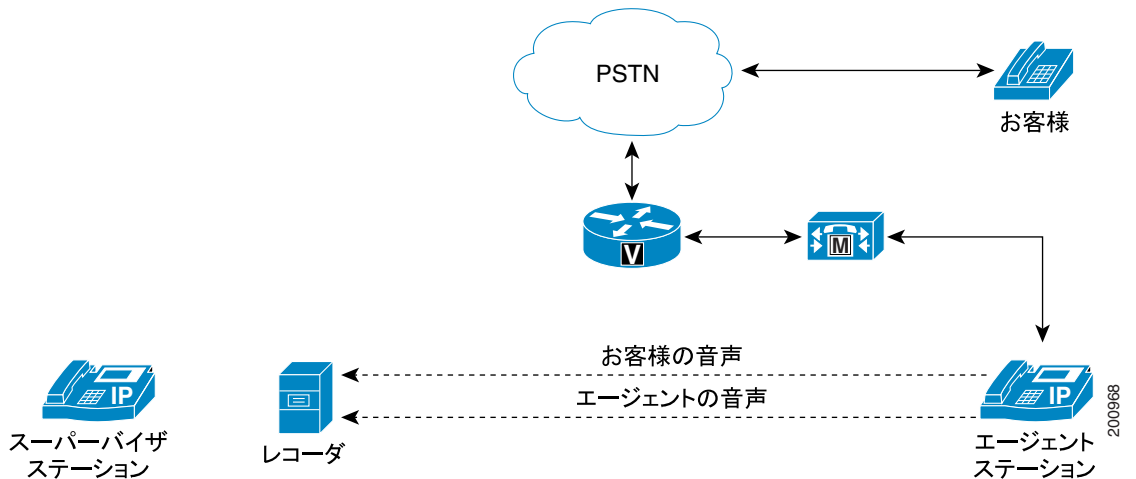 PSTN
お客様
V
M
お客様の音声
エージェントの音声
IP
IP
スーパーバイザ
ステーション
レコーダ
エージェント
ステーション
200968